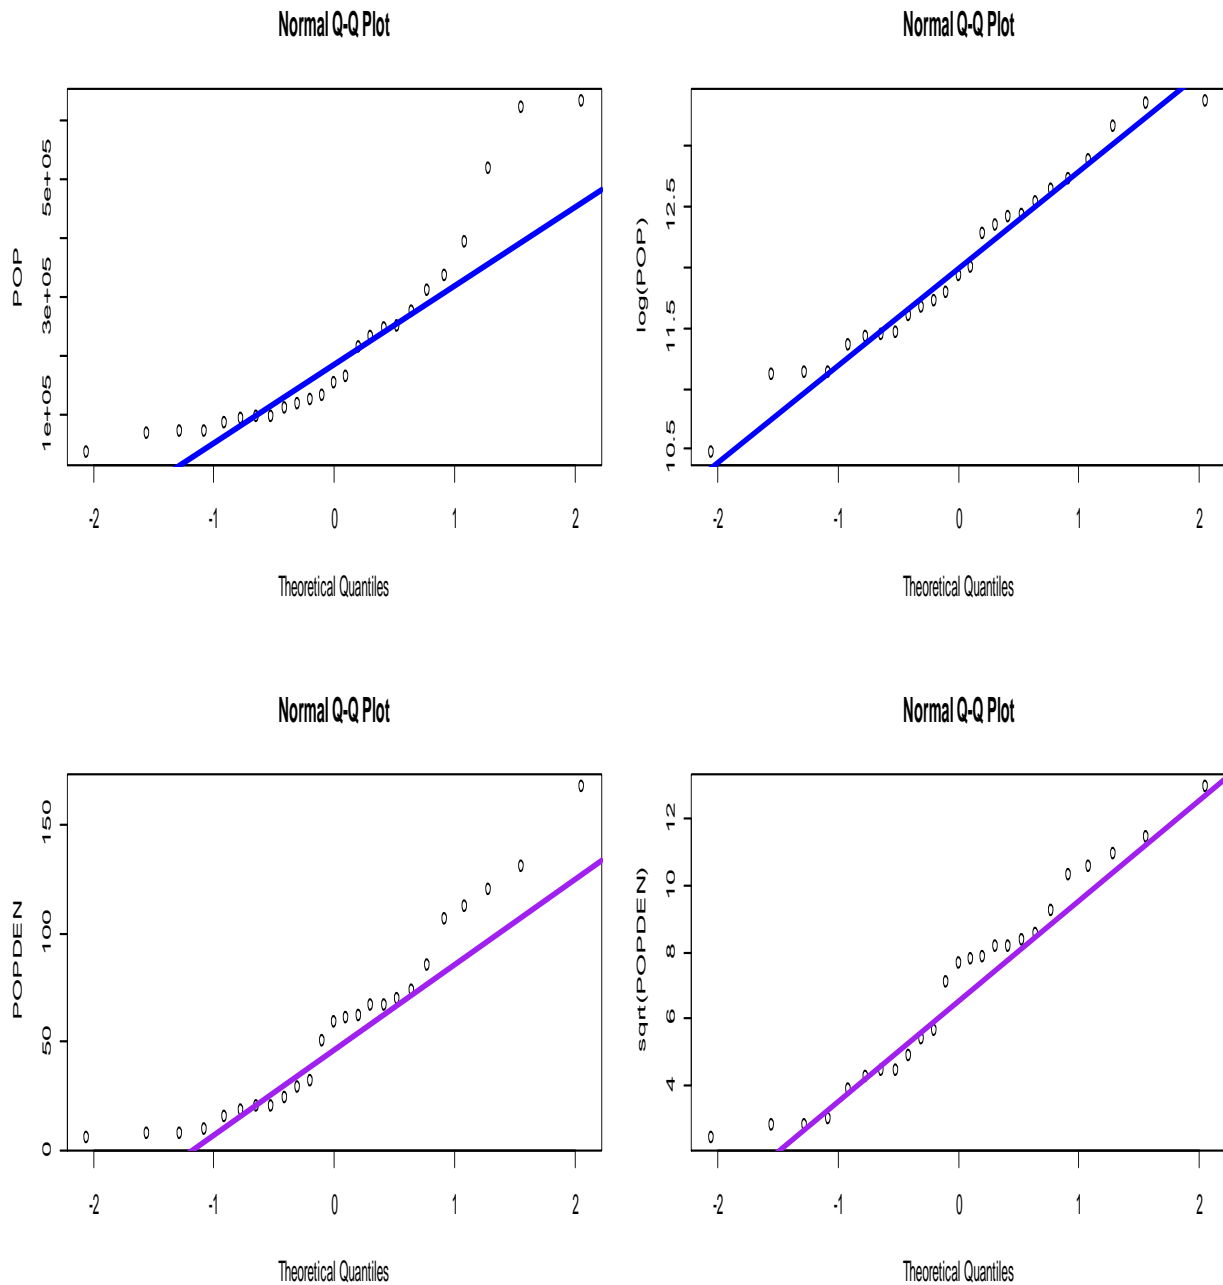 Normal Q-Q Plot
POP
1e+05
3e+05
5e+05
-2
-1
0
1
2
Theoretical Quantiles
Normal Q-Q Plot
log(POP)
10.5
11.5
12.5
-2
-1
0
1
2
Theoretical Quantiles
Normal Q-Q Plot
POPDEN
0
50
100
150
-2
-1
0
1
2
Theoretical Quantiles
Normal Q-Q Plot
sqrt(POPDEN)
4
6
8
10
12
-2
-1
0
1
2
Theoretical Quantiles